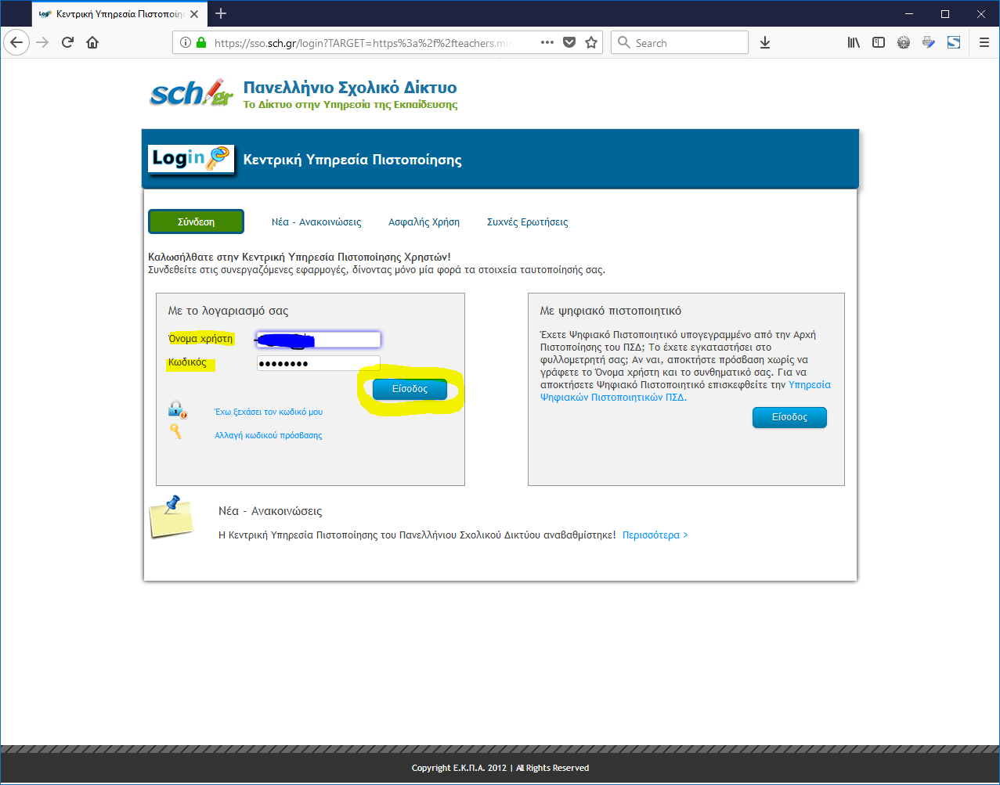 Κεντρική Υπηρεσία Πιστοποίησ
https://sso.sch.gr/login?TARGET=https%3a%2f%2fteachers.mi
Search
sch.gr
Πανελλήνιο Σχολικό Δίκτυο
Το Δίκτυο στην Υπηρεσία της Εκπαίδευσης
Login
Κεντρική Υπηρεσία Πιστοποίησης
Σύνδεση
Νέα - Ανακοινώσεις
Ασφαλής Χρήση
Συχνές Ερωτήσεις
Καλωσήλθατε στην Κεντρική Υπηρεσία Πιστοποίησης Χρηστών!
Συνδεθείτε στις συνεργαζόμενες εφαρμογές, δίνοντας μόνο μία φορά τα στοιχεία ταυτοποίησής σας.
Με το λογαριασμό σας
Όνομα χρήστη
Κωδικός
Είσοδος
Έχω ξεχάσει τον κωδικό μου
Αλλαγή κωδικού πρόσβασης
Με ψηφιακό πιστοποιητικό
Έχετε Ψηφιακό Πιστοποιητικό υπογεγραμμένο από την Αρχή
Πιστοποίησης του ΠΣΔ; Το έχετε εγκαταστήσει στο
φυλλομετρητή σας; Αν ναι, αποκτήστε πρόσβαση χωρίς να
γράφετε το Όνομα χρήστη και το συνθηματικό σας. Για να
αποκτήσετε Ψηφιακό Πιστοποιητικό επισκεφθείτε την Υπηρεσία
Ψηφιακών Πιστοποιητικών ΠΣΔ.
Είσοδος
Νέα - Ανακοινώσεις
Η Κεντρική Υπηρεσία Πιστοποίησης του Πανελλήνιου Σχολικού Δικτύου αναβαθμίστηκε! Περισσότερα >
Copyright Ε.Κ.Π.Α. 2012 | All Rights Reserved